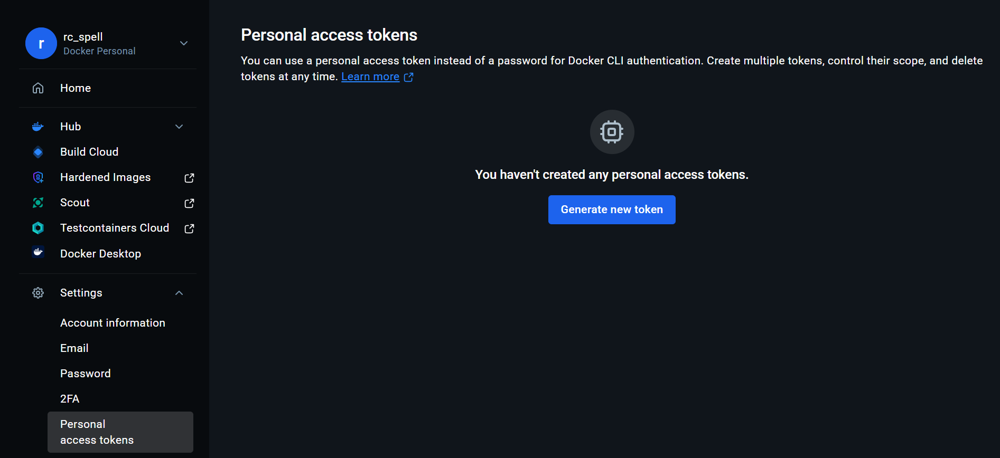 r
rc_spell
Docker Personal
Home
Hub
Build Cloud
Hardened Images
Scout
Testcontainers Cloud
Docker Desktop
Settings
Account information
Email
Password
2FA
Personal
access tokens
Personal access tokens
You can use a personal access token instead of a password for Docker CLI authentication. Create multiple tokens, control their scope, and delete
tokens at any time. Learn more
You haven't created any personal access tokens.
Generate new token